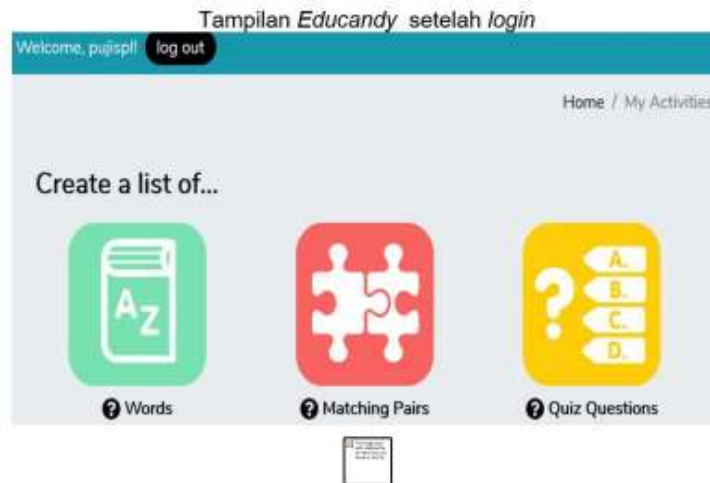 Tampilan Educandy setelah login
Welcome, pujispl! log out
Home / My Activities
Create a list of...
A Z
? A. B. C. D.
? Words ? Matching Pairs ? Quiz Questions